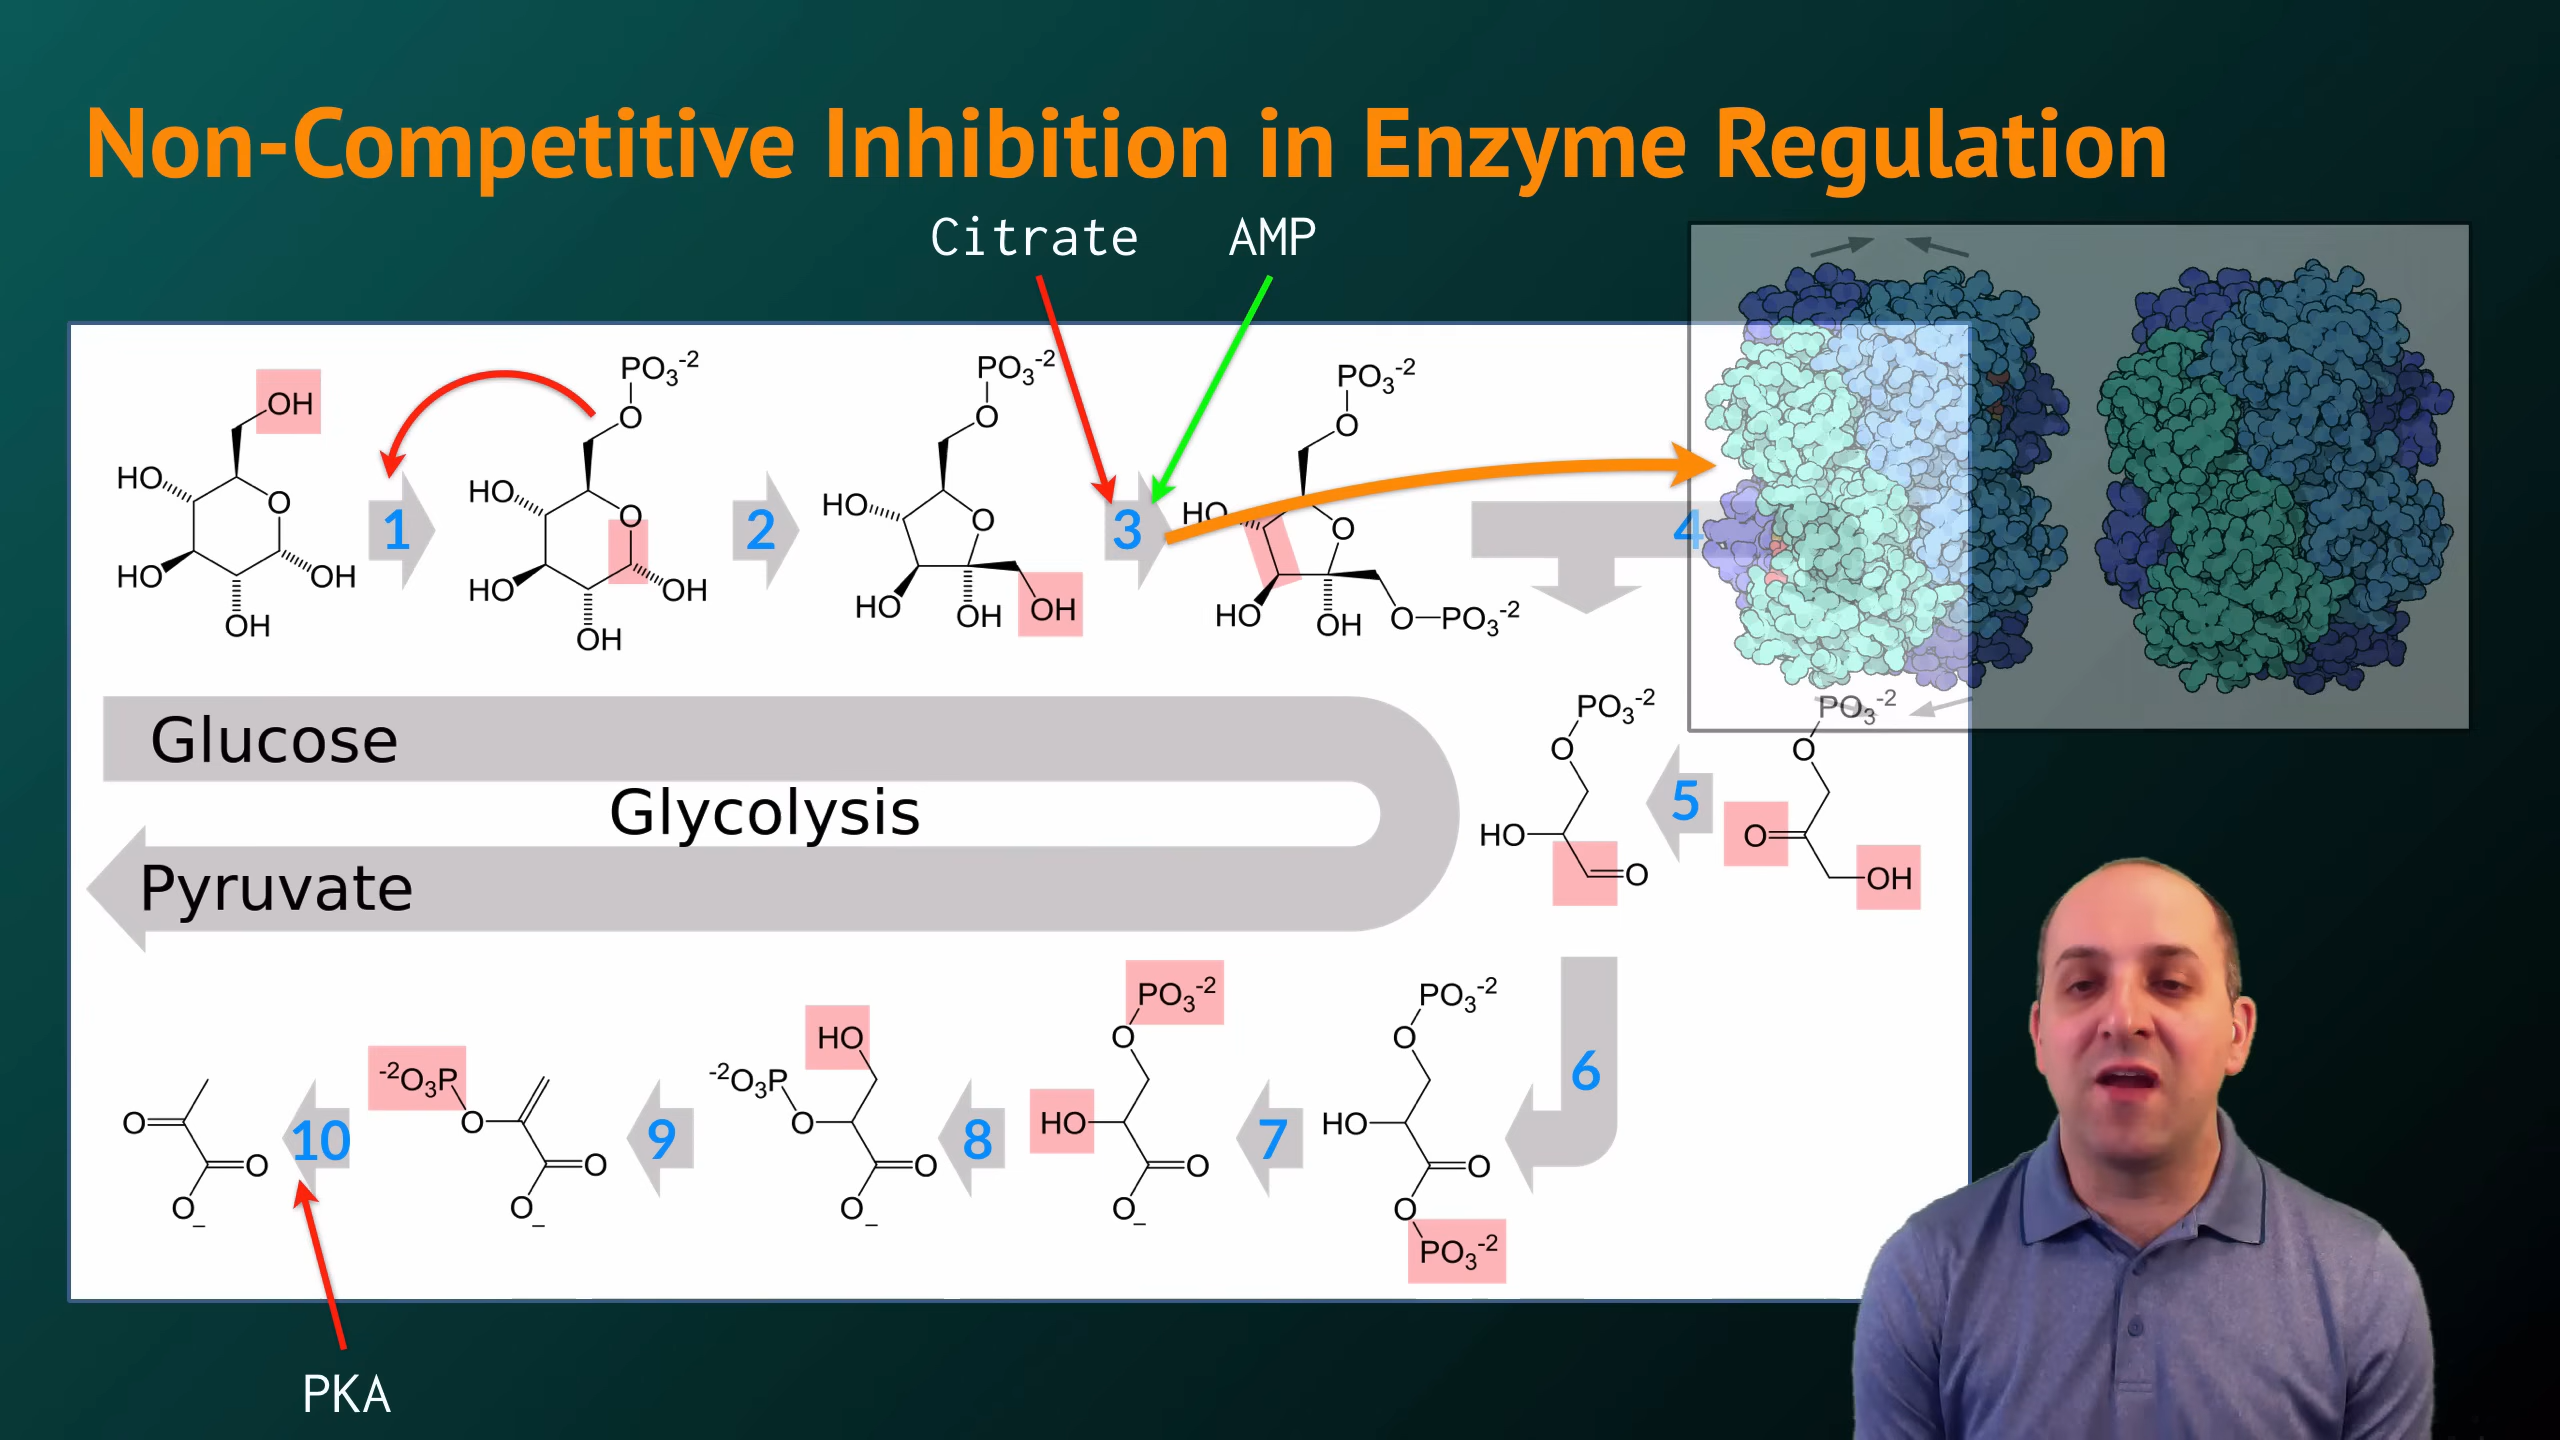 Non-Competitive Inhibition in Enzyme Regulation
Citrate AMP
OH
HO
O
HO
OH
OH
1
PO3-2
O
HO
O
HO
OH
OH
2
PO3-2
O
HO
O
HO
OH
OH
3
PO3-2
O
HO
O
HO
OH
O—PO3-2
4
Glucose
Glycolysis
Pyruvate
PO3-2
O
HO
O
5
PO3-2
O
O
OH
6
PO3-2
O
HO
O
O
PO3-2
7
PO3-2
O
HO
O
O−
8
HO
-2O3P
O
O
O−
9
-2O3P
O
O
O−
10
O
O
O−
PKA